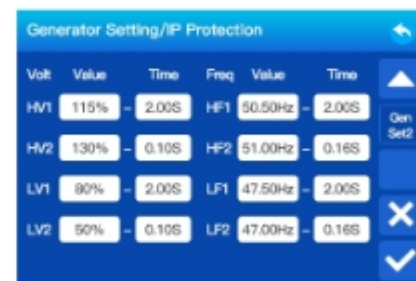 Generator Setting/IP Protection
Volt Value Time Freq Value Time
HV1 115% - 2.00S HF1 50.50Hz - 2.00S
Gen Set2
HV2 130% - 0.10S HF2 51.00Hz - 0.16S
LV1 80% - 2.00S LF1 47.50Hz - 2.00S
LV2 50% - 0.10S LF2 47.00Hz - 0.16S